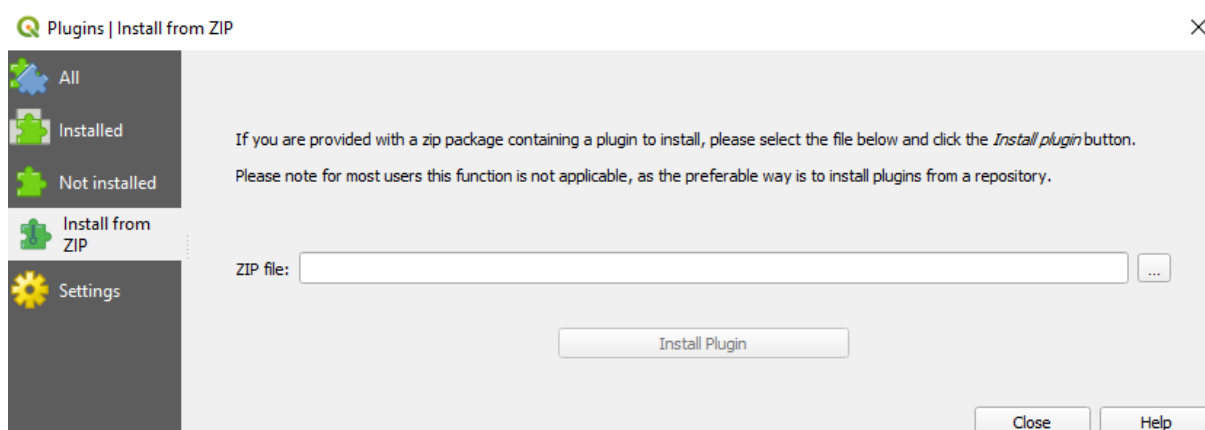 Plugins | Install from ZIP
All
Installed
Not installed
Install from
ZIP
Settings
If you are provided with a zip package containing a plugin to install, please select the file below and click the Install plugin button.
Please note for most users this function is not applicable, as the preferable way is to install plugins from a repository.
ZIP file:
...
Install Plugin
Close
Help